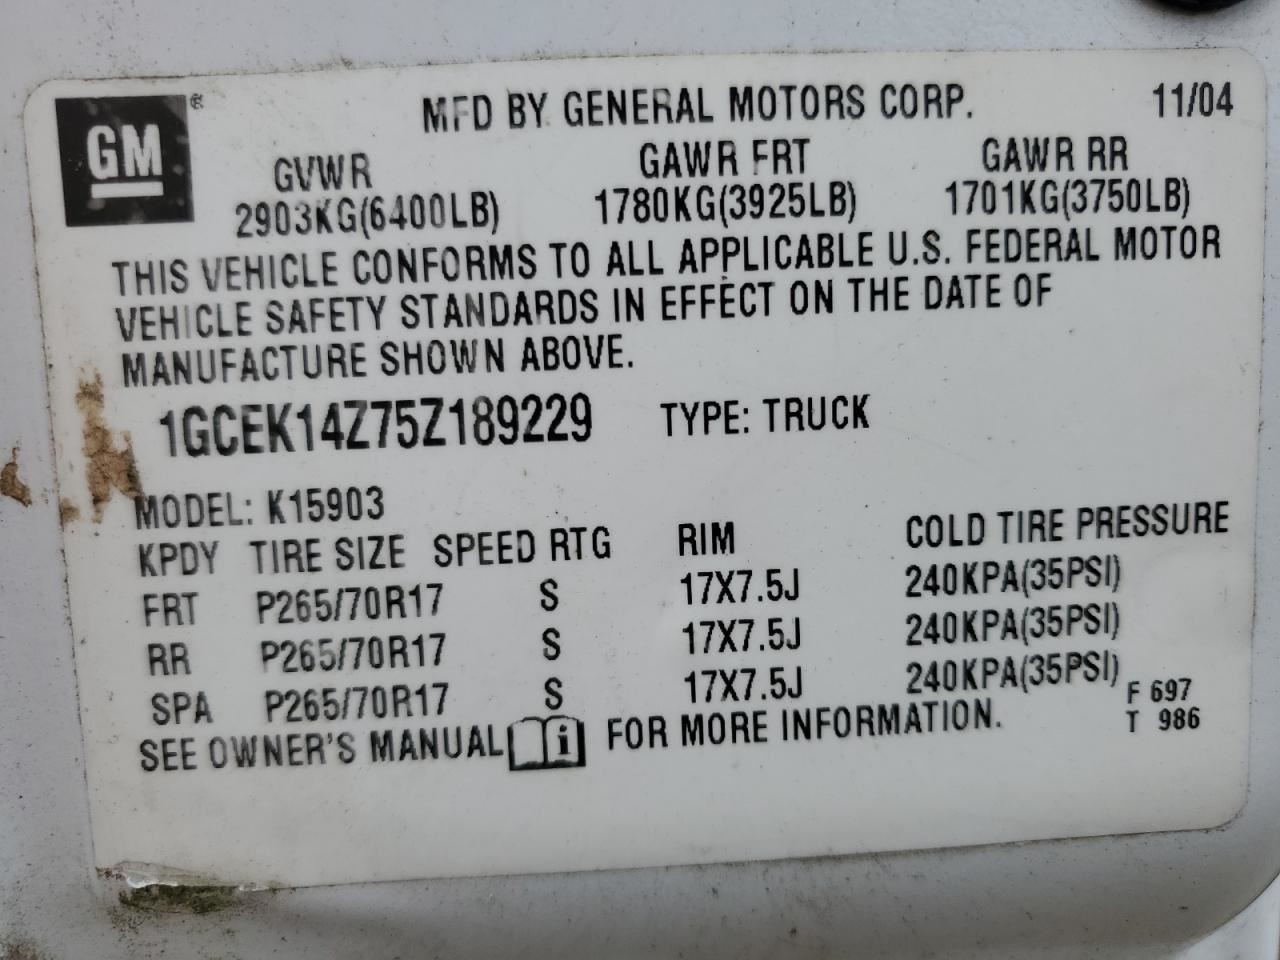 GM ® MFD BY GENERAL MOTORS CORP. 11/04
GVWR GAWR FRT GAWR RR
2903KG(6400LB) 1780KG(3925LB) 1701KG(3750LB)
THIS VEHICLE CONFORMS TO ALL APPLICABLE U.S. FEDERAL MOTOR
VEHICLE SAFETY STANDARDS IN EFFECT ON THE DATE OF
MANUFACTURE SHOWN ABOVE.
1GCEK14Z75Z189229 TYPE: TRUCK
MODEL: K15903
KPDY TIRE SIZE SPEED RTG RIM COLD TIRE PRESSURE
FRT P265/70R17 S 17X7.5J 240KPA(35PSI)
RR P265/70R17 S 17X7.5J 240KPA(35PSI)
SPA P265/70R17 S 17X7.5J 240KPA(35PSI) F 697
SEE OWNER'S MANUAL i FOR MORE INFORMATION. T 986